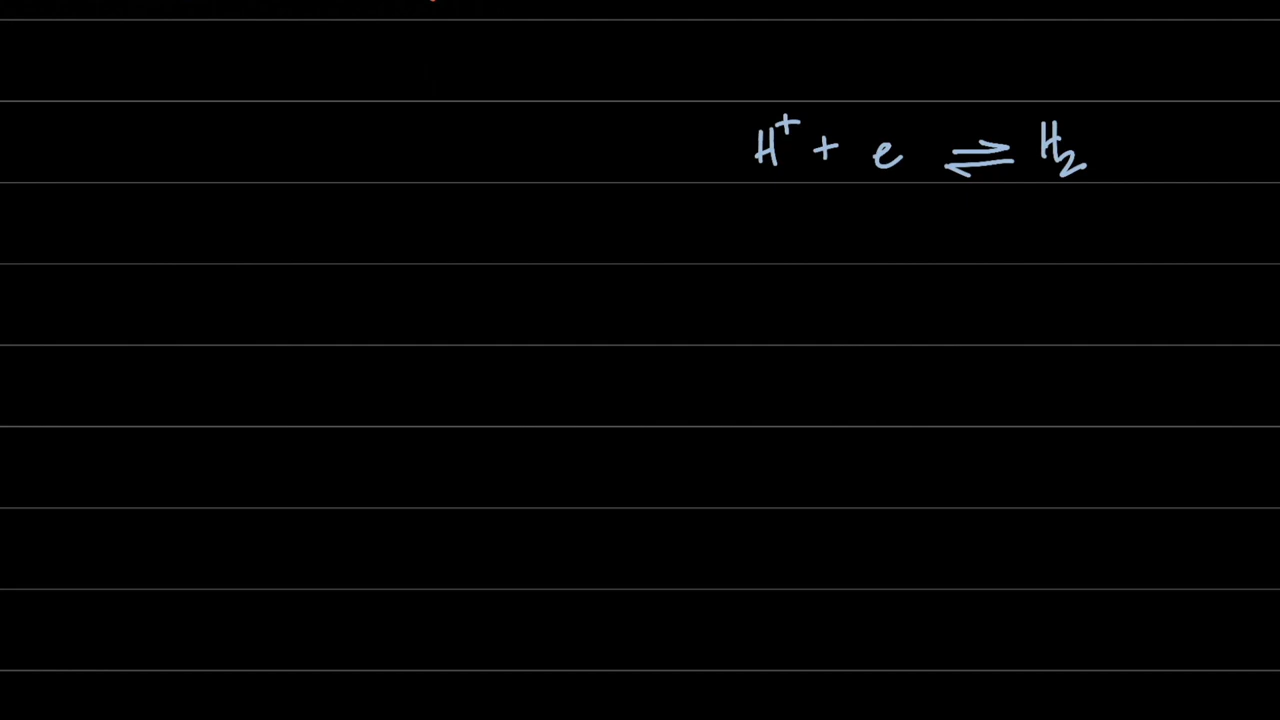 H⁺ + e ⇌ H₂